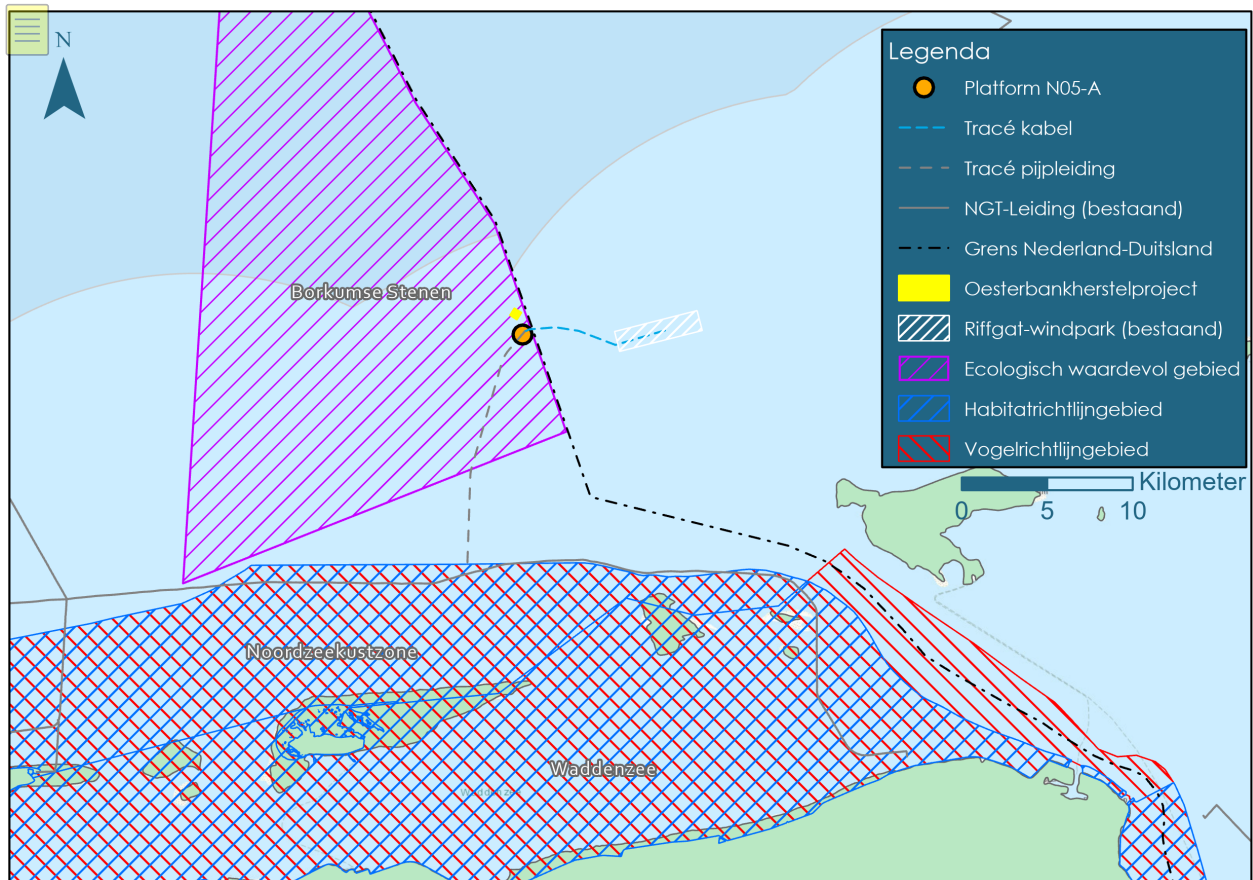 N
Legenda
Platform N05-A
Tracé kabel
Tracé pijpleiding
NGT-Leiding (bestaand)
Grens Nederland-Duitsland
Oesterbankherstelproject
Riffgat-windpark (bestaand)
Ecologisch waardevol gebied
Habitatrichtlijngebied
Vogelrichtlijngebied
Kilometer
0 5 10
Borkumse Stenen
Noordzeekustzone
Waddenzee
Waddenzee